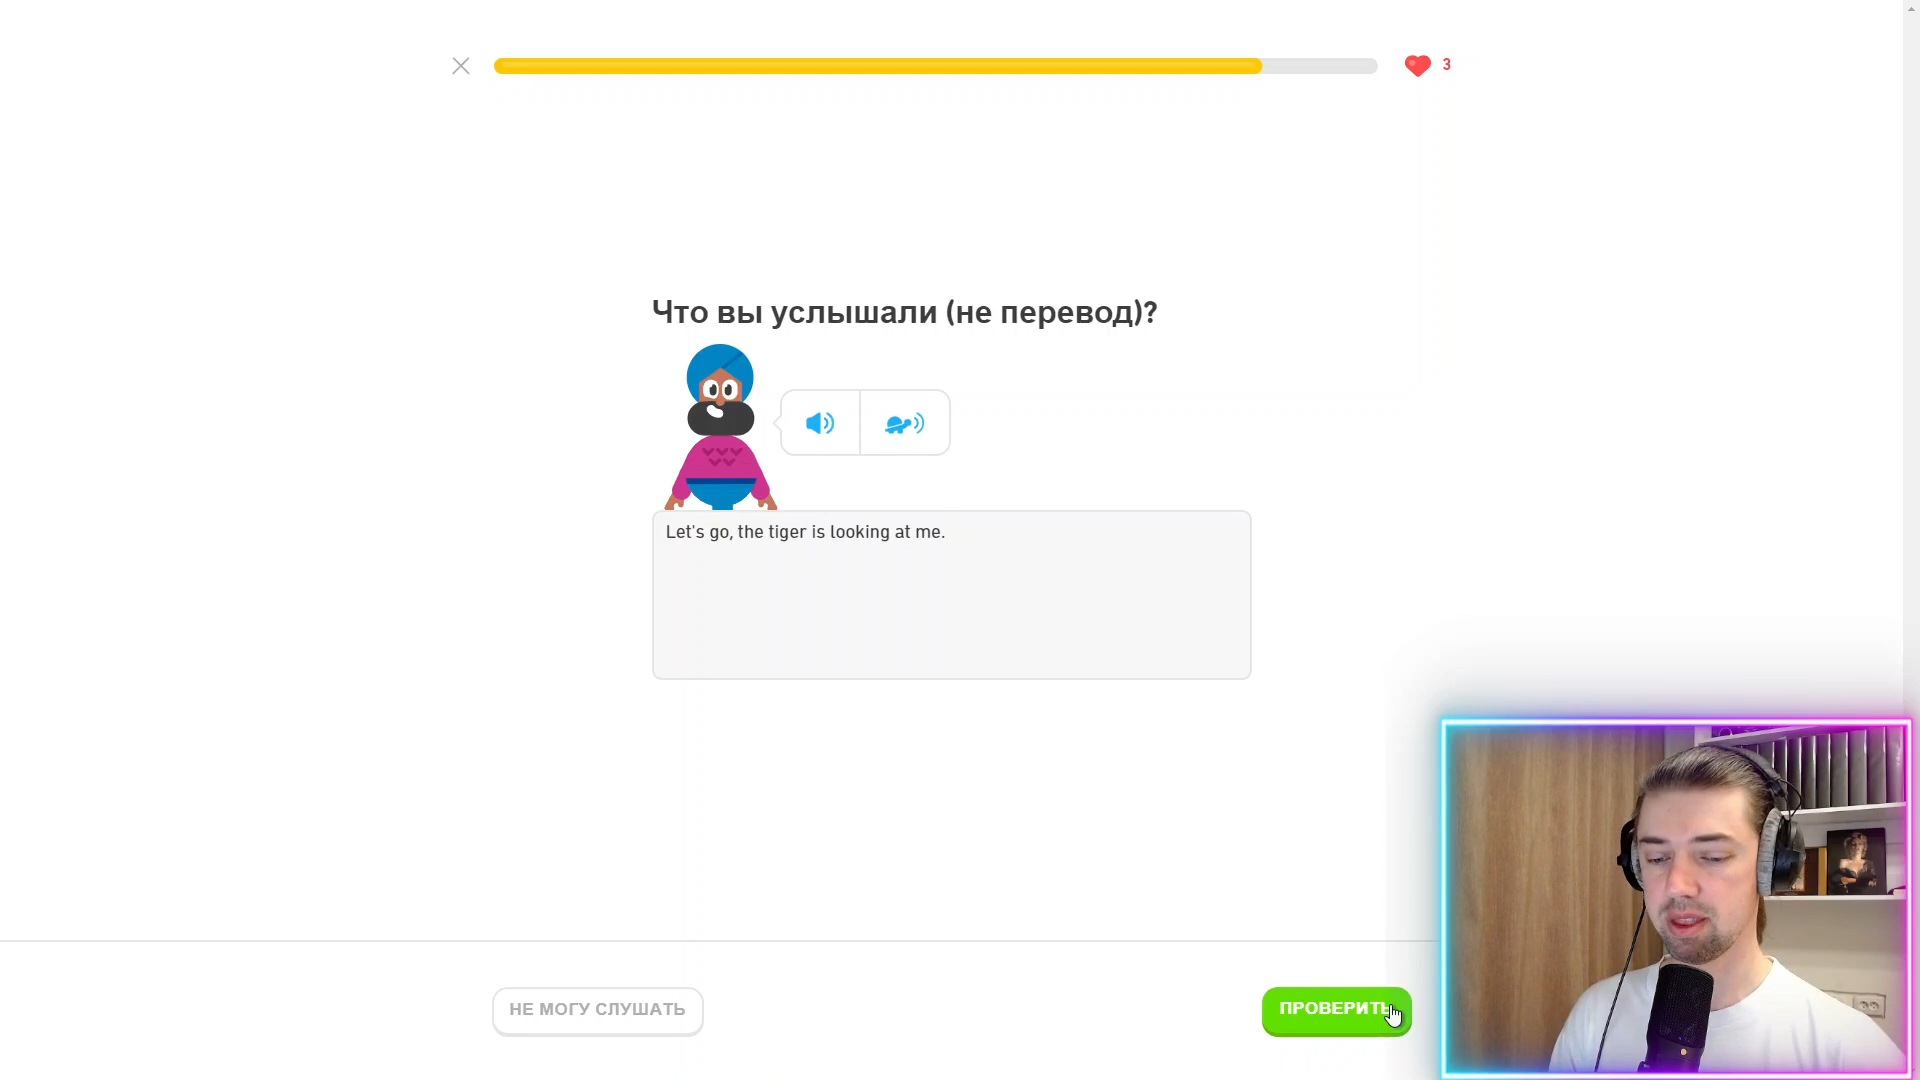 3
Что вы услышали (не перевод)?
Let's go, the tiger is looking at me.
НЕ МОГУ СЛУШАТЬ
ПРОВЕРИТЬ